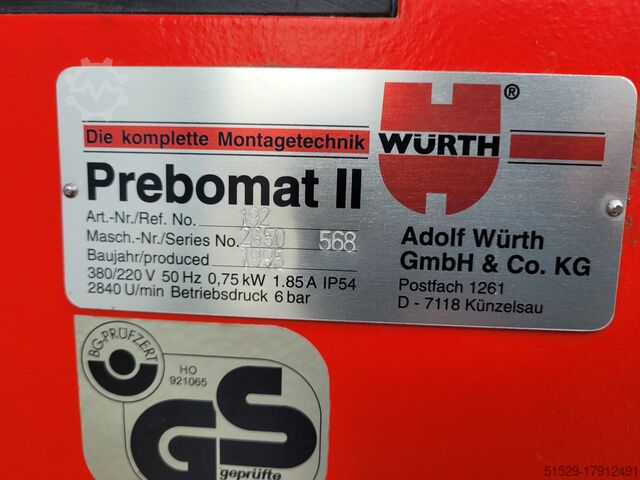 Die komplette Montagetechnik
WÜRTH
®
Prebomat II
Art.-Nr./Ref. No. 192
Masch.-Nr./Series No. 2950 568
Baujahr/produced 1995
380/220 V 50 Hz 0,75 kW 1.85 A IP54
2840 U/min Betriebsdruck 6 bar
Adolf Würth
GmbH & Co. KG
Postfach 1261
D - 7118 Künzelsau
BG-PRÜFZERT
HO
921065
GS
geprüfte
51529-17912491